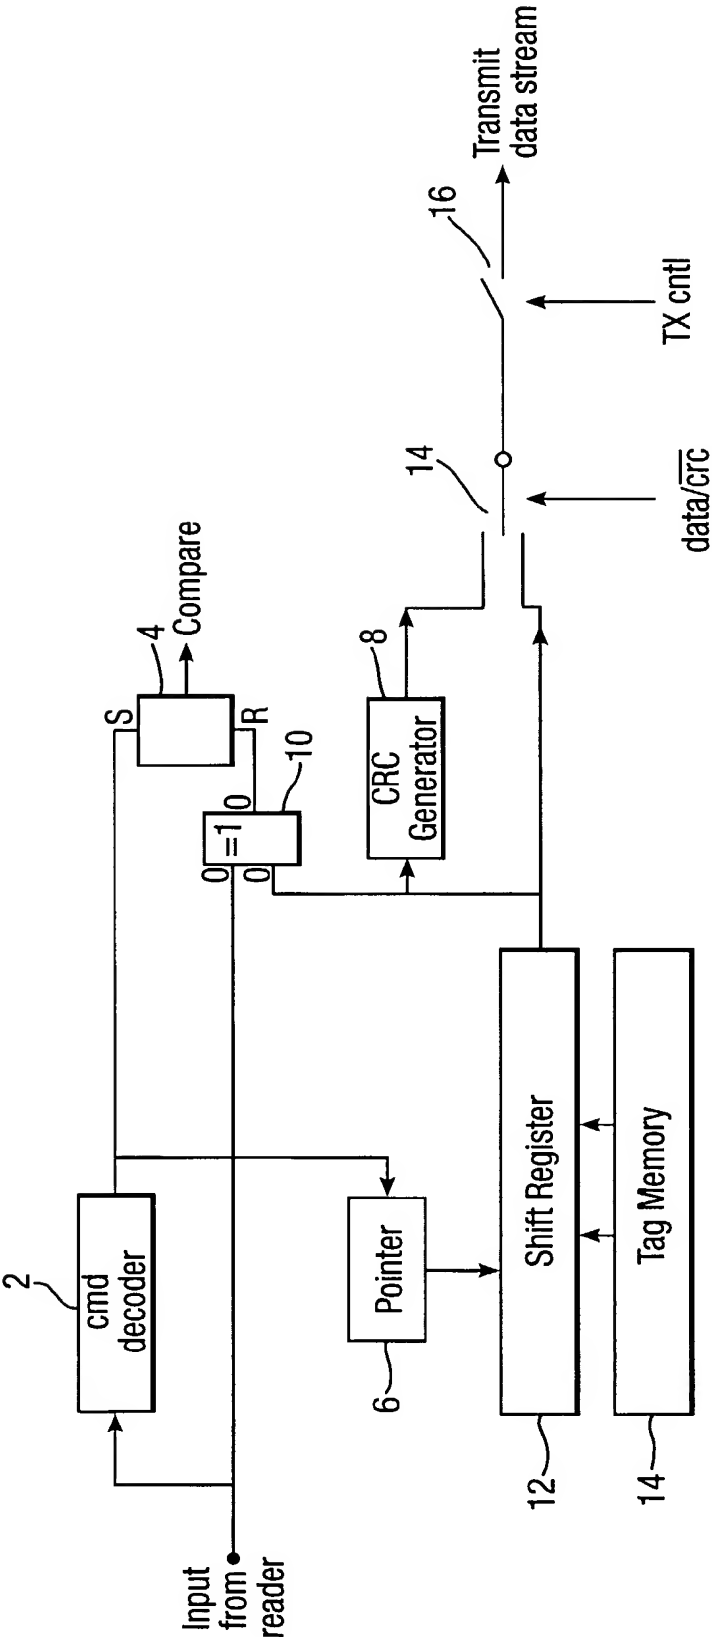 Input
from
reader
2
cmd
decoder
S
4
Compare
R
0
0
=1
0
10
6
Pointer
8
CRC
Generator
12
Shift Register
14
Tag Memory
14
data/c̅r̅c̅
16
TX cntl
Transmit
data stream